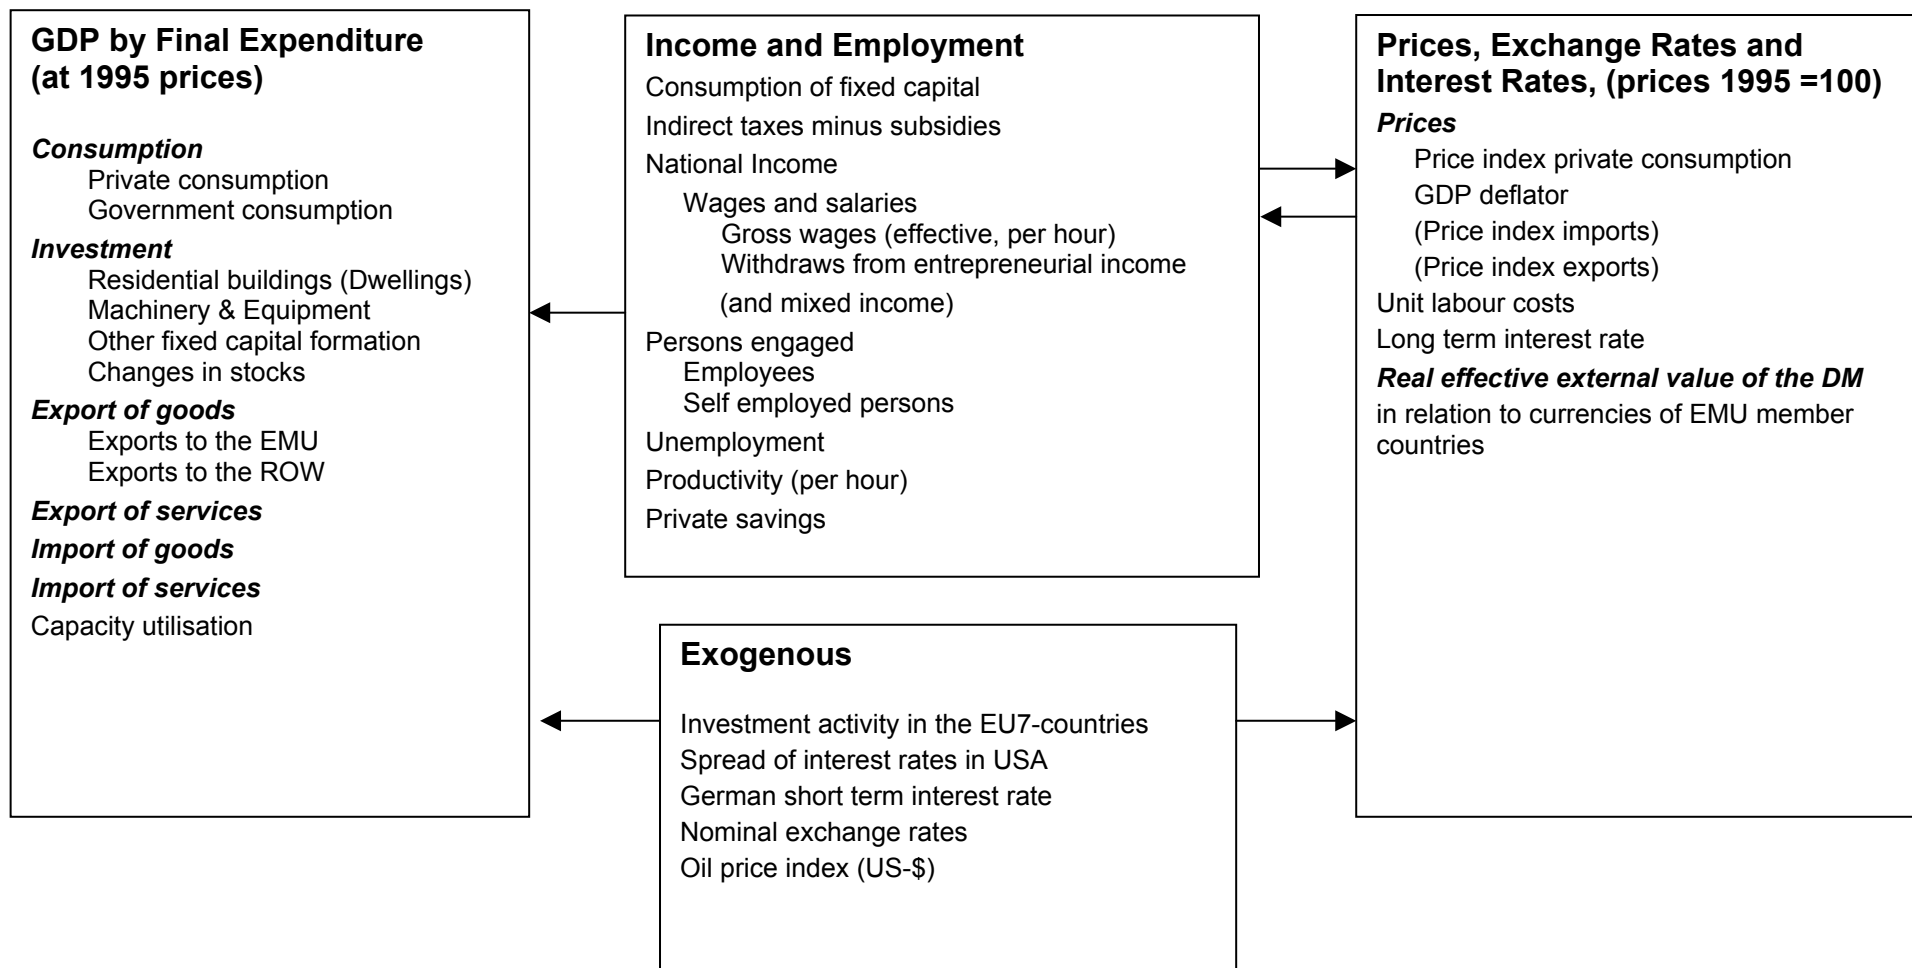 GDP by Final Expenditure
(at 1995 prices)
Consumption
Private consumption
Government consumption
Investment
Residential buildings (Dwellings)
Machinery & Equipment
Other fixed capital formation
Changes in stocks
Export of goods
Exports to the EMU
Exports to the ROW
Export of services
Import of goods
Import of services
Capacity utilisation
Income and Employment
Consumption of fixed capital
Indirect taxes minus subsidies
National Income
Wages and salaries
Gross wages (effective, per hour)
Withdraws from entrepreneurial income
(and mixed income)
Persons engaged
Employees
Self employed persons
Unemployment
Productivity (per hour)
Private savings
Prices, Exchange Rates and
Interest Rates, (prices 1995 =100)
Prices
Price index private consumption
GDP deflator
(Price index imports)
(Price index exports)
Unit labour costs
Long term interest rate
Real effective external value of the DM
in relation to currencies of EMU member
countries
Exogenous
Investment activity in the EU7-countries
Spread of interest rates in USA
German short term interest rate
Nominal exchange rates
Oil price index (US-$)